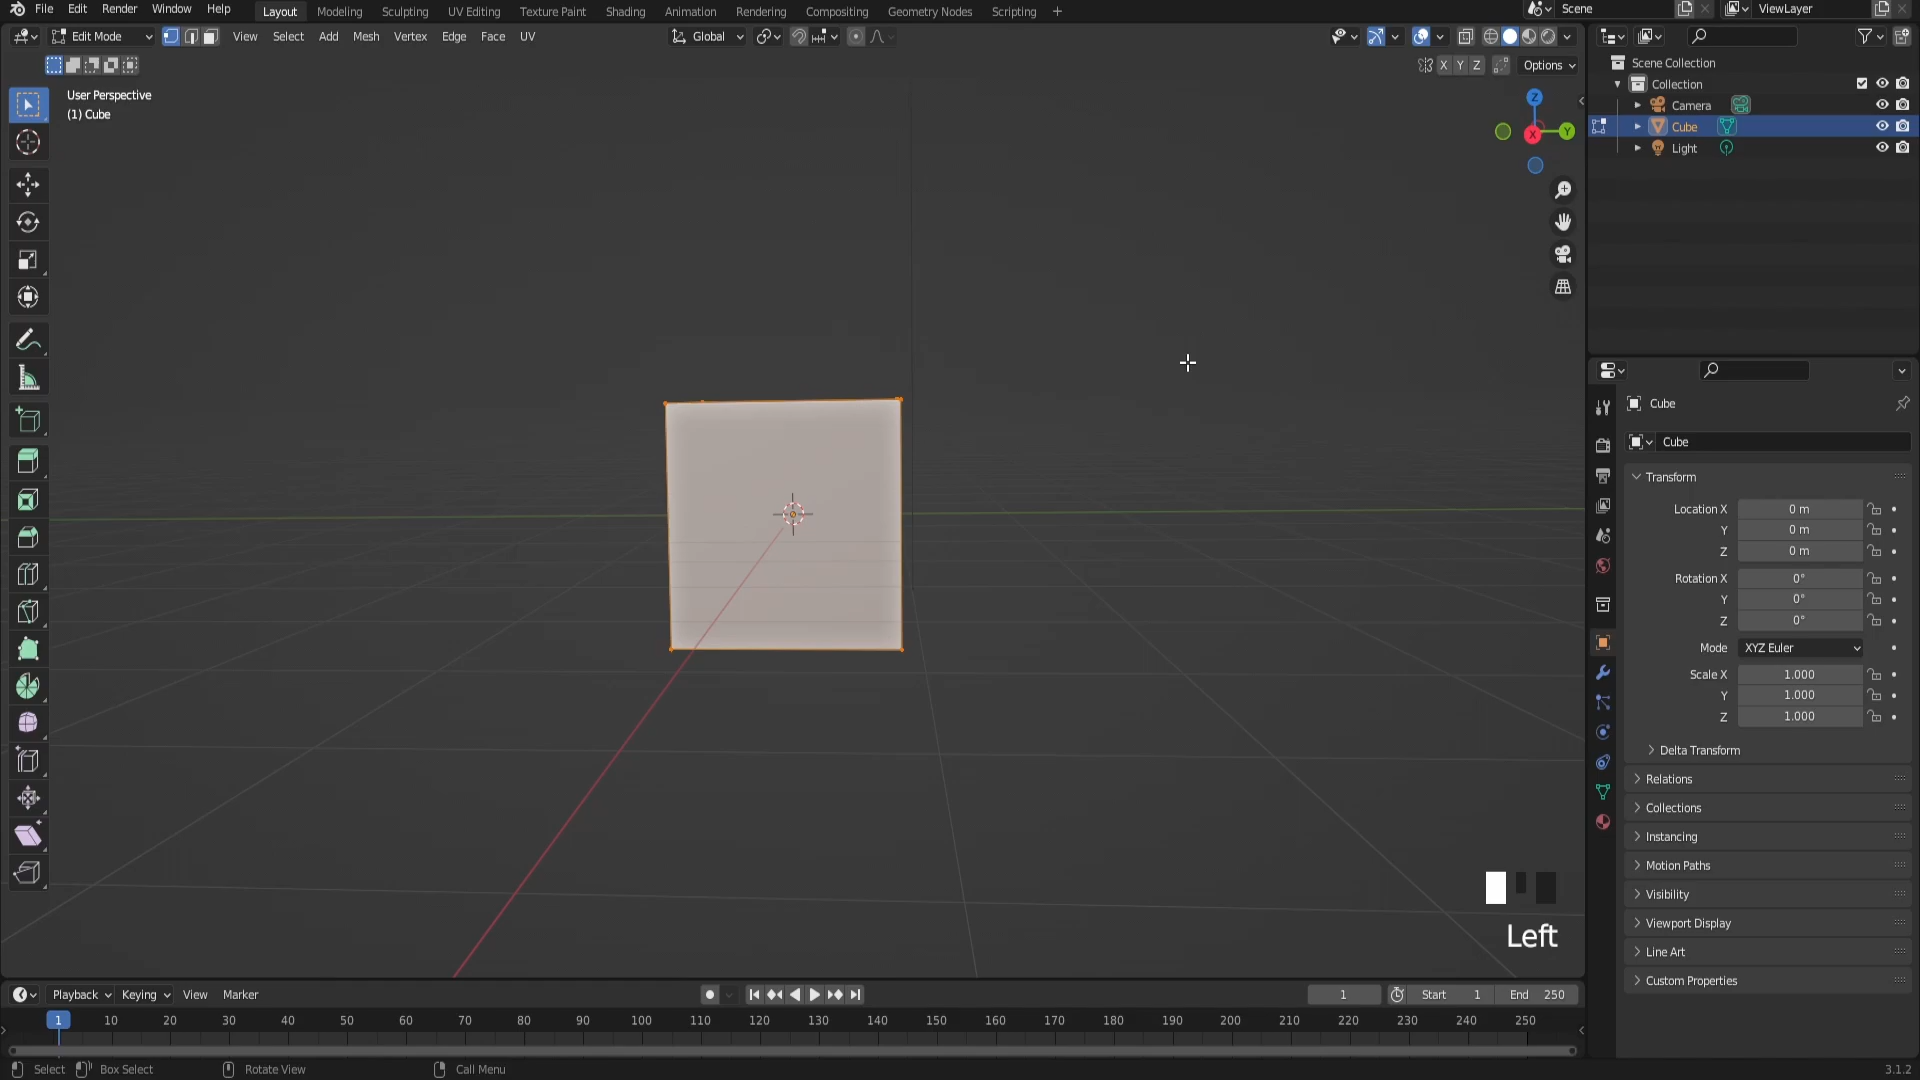 File Edit Render Window Help Layout Modeling Sculpting UV Editing Texture Paint Shading Animation Rendering Compositing Geometry Nodes Scripting + Scene ViewLayer
Edit Mode View Select Add Mesh Vertex Edge Face UV Global
X Y Z Options
User Perspective
(1) Cube
Z
X
Y
Scene Collection
Collection
Camera
Cube
Light
Cube
Cube
Transform
Location X 0 m
Y 0 m
Z 0 m
Rotation X 0°
Y 0°
Z 0°
Mode XYZ Euler
Scale X 1.000
Y 1.000
Z 1.000
Delta Transform
Relations
Collections
Instancing
Motion Paths
Visibility
Viewport Display
Line Art
Custom Properties
Left
Playback Keying View Marker 1 Start 1 End 250
1 10 20 30 40 50 60 70 80 90 100 110 120 130 140 150 160 170 180 190 200 210 220 230 240 250
Select Box Select Rotate View Call Menu 3.1.2